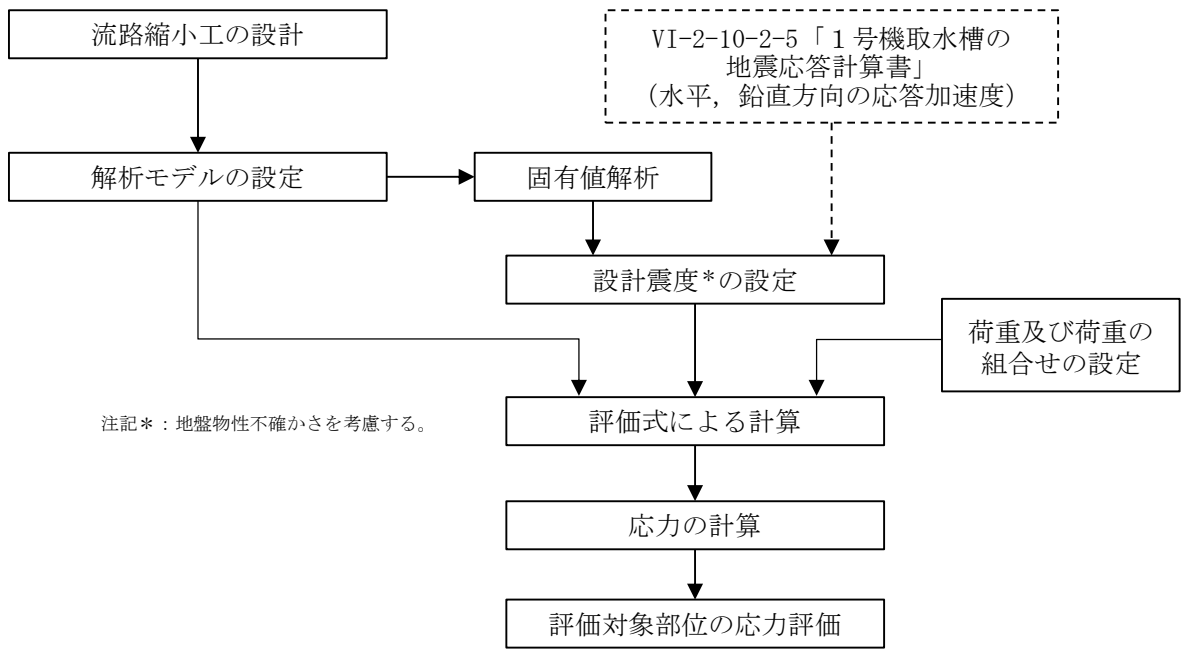 流路縮小工の設計
VI-2-10-2-5「１号機取水槽の
地震応答計算書」
（水平，鉛直方向の応答加速度）
解析モデルの設定
固有値解析
設計震度*の設定
荷重及び荷重の
組合せの設定
注記＊：地盤物性不確かさを考慮する。
評価式による計算
応力の計算
評価対象部位の応力評価